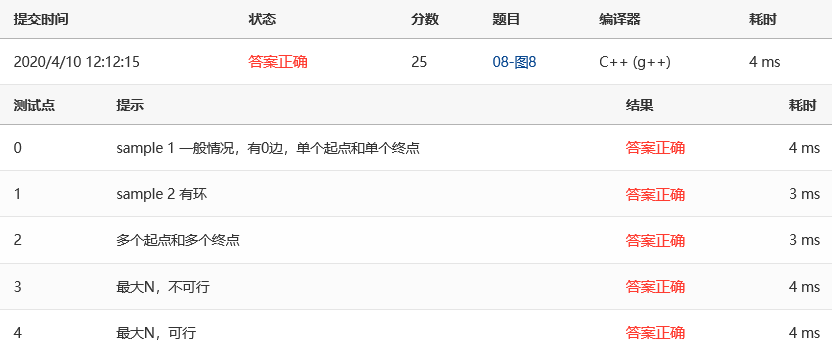 提交时间 状态 分数 题目 编译器 耗时
2020/4/10 12:12:15 答案正确 25 08-图8 C++ (g++) 4 ms
测试点 提示 结果 耗时
0 sample 1 一般情况，有0边，单个起点和单个终点 答案正确 4 ms
1 sample 2 有环 答案正确 3 ms
2 多个起点和多个终点 答案正确 3 ms
3 最大N，不可行 答案正确 4 ms
4 最大N，可行 答案正确 4 ms